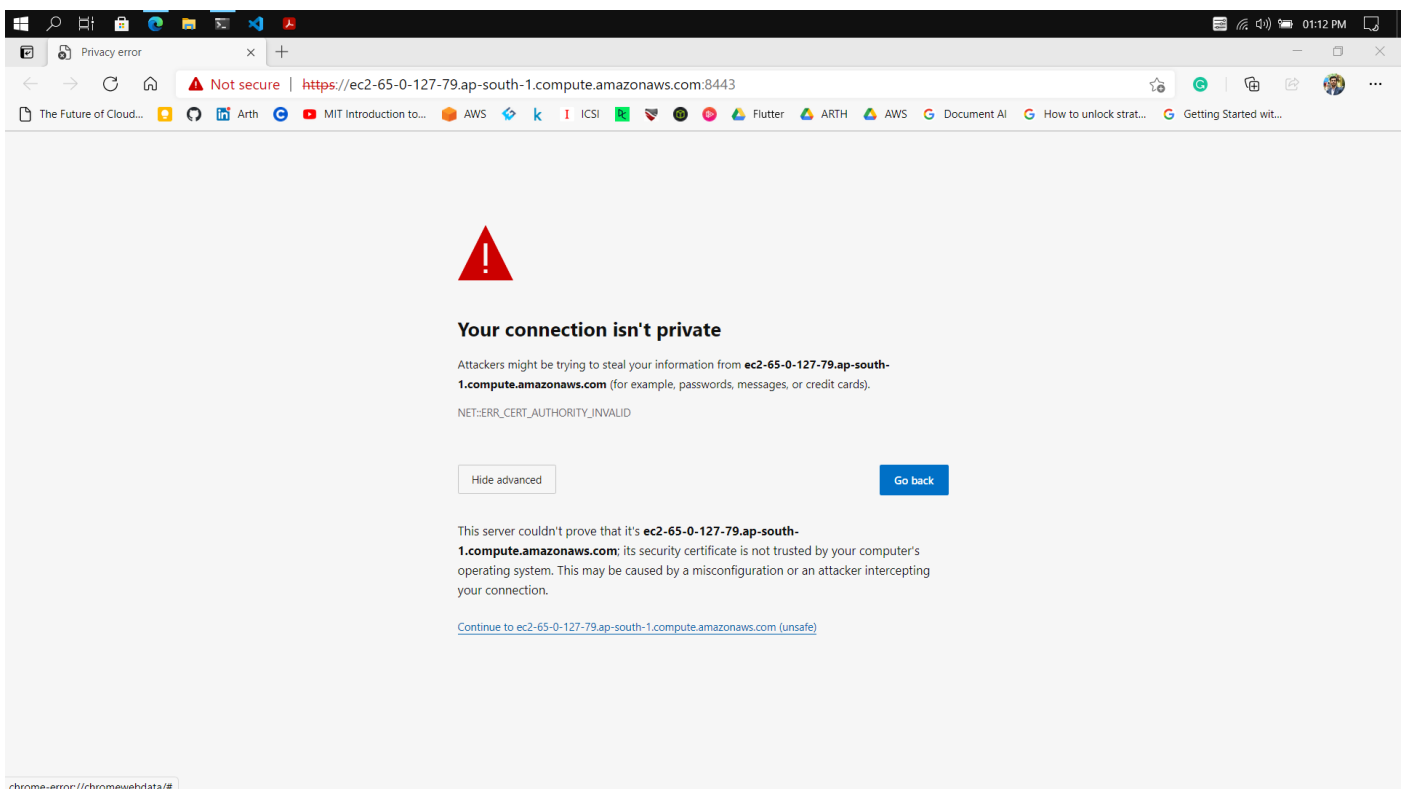 01:12 PM
Privacy error
Not secure | https://ec2-65-0-127-79.ap-south-1.compute.amazonaws.com:8443
The Future of Cloud... Arth MIT Introduction to... AWS ICSI Flutter ARTH AWS Document AI How to unlock strat... Getting Started wit...
Your connection isn't private
Attackers might be trying to steal your information from ec2-65-0-127-79.ap-south-
1.compute.amazonaws.com (for example, passwords, messages, or credit cards).
NET::ERR_CERT_AUTHORITY_INVALID
Hide advanced Go back
This server couldn't prove that it's ec2-65-0-127-79.ap-south-
1.compute.amazonaws.com; its security certificate is not trusted by your computer's
operating system. This may be caused by a misconfiguration or an attacker intercepting
your connection.
Continue to ec2-65-0-127-79.ap-south-1.compute.amazonaws.com (unsafe)
chrome-error://chromewebdata/#